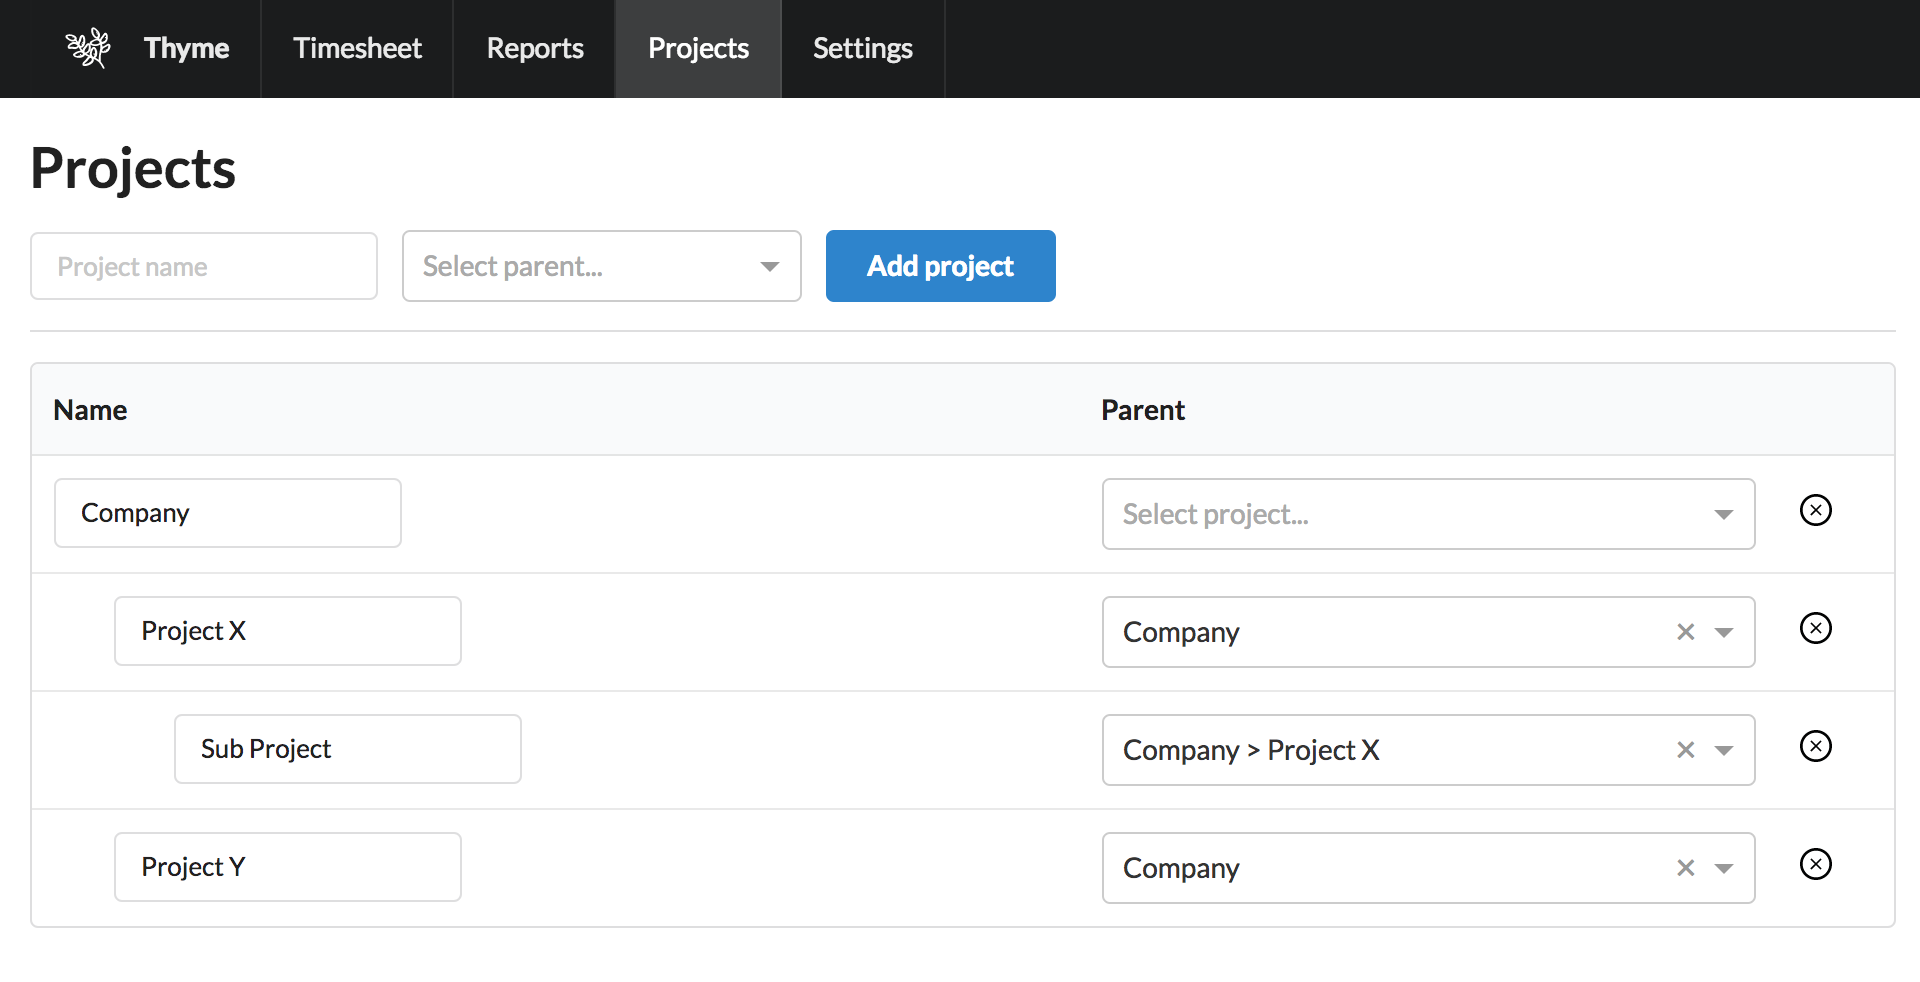 Thyme Timesheet Reports Projects Settings
Projects
Project name Select parent... Add project
Name Parent
Company Select project...
Project X Company
Sub Project Company > Project X
Project Y Company